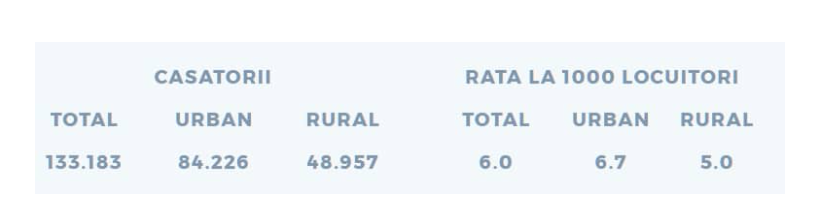 CASATORII RATA LA 1000 LOCUITORI
TOTAL URBAN RURAL TOTAL URBAN RURAL
133.183 84.226 48.957 6.0 6.7 5.0